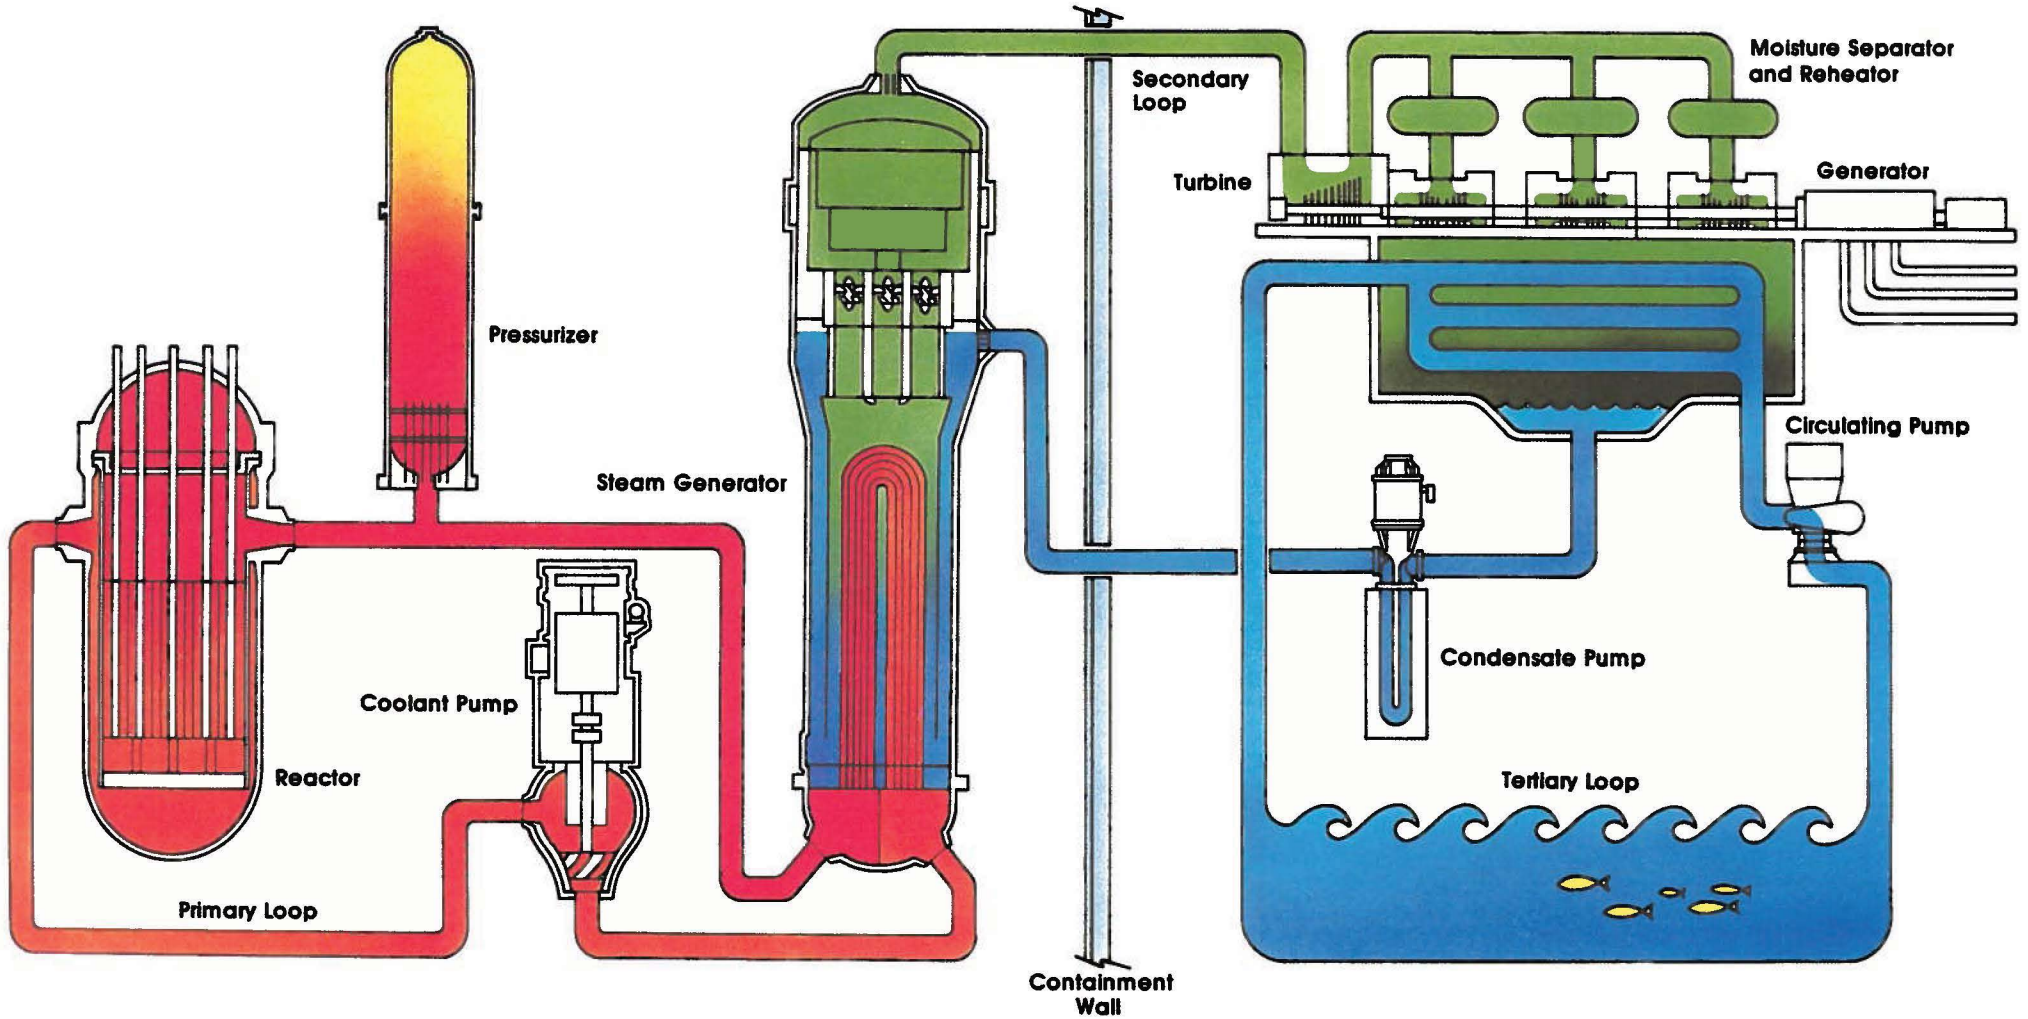 Moisture Separator
and Reheator
Secondary
Loop
Turbine
Generator
Pressurizer
Circulating Pump
Steam Generator
Condensate Pump
Coolant Pump
Reactor
Tertiary Loop
Primary Loop
Containment
Wall